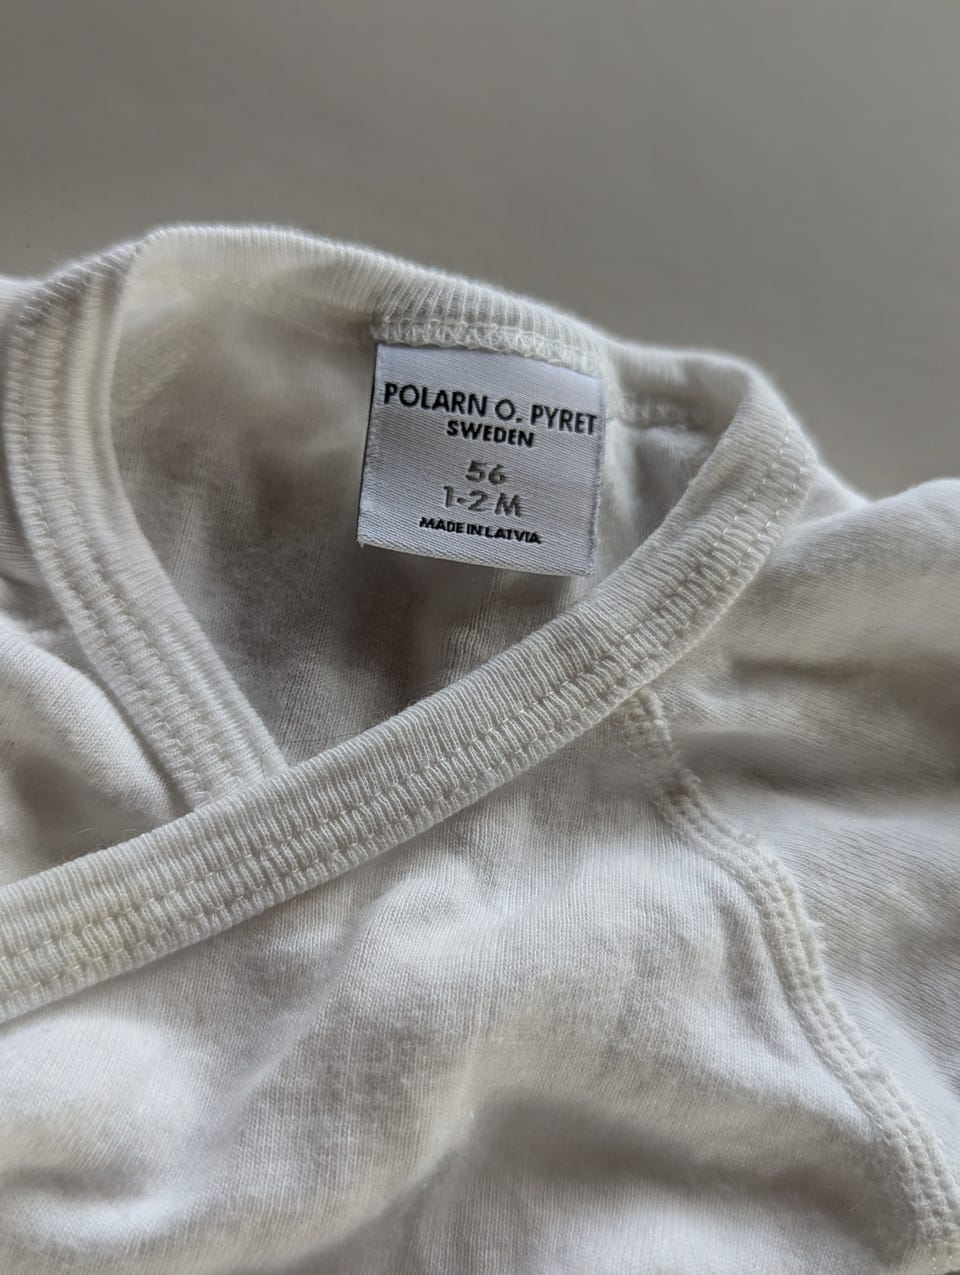 POLARN O. PYRET
SWEDEN
56
1-2 M
MADE IN LATVIA